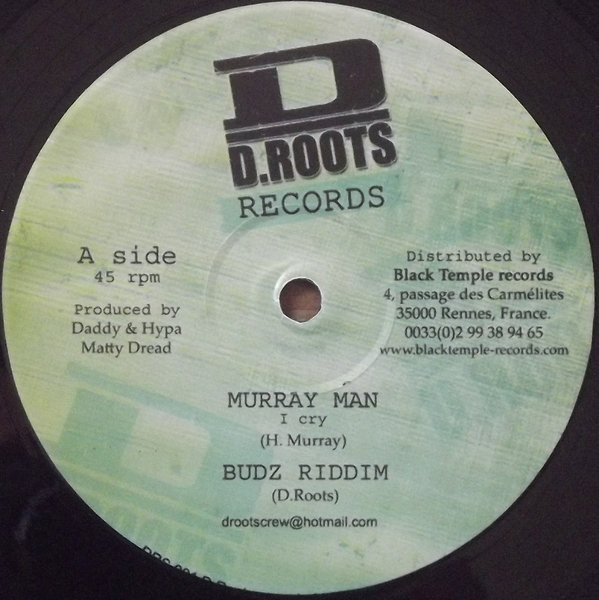 D
D.ROOTS
RECORDS
A side
45 rpm
Produced by
Daddy & Hypa
Matty Dread
Distributed by
Black Temple records
4, passage des Carmélites
35000 Rennes, France.
0033(0)2 99 38 94 65
www.blacktemple-records.com
MURRAY MAN
I cry
(H. Murray)
BUDZ RIDDIM
(D.Roots)
drootscrew@hotmail.com